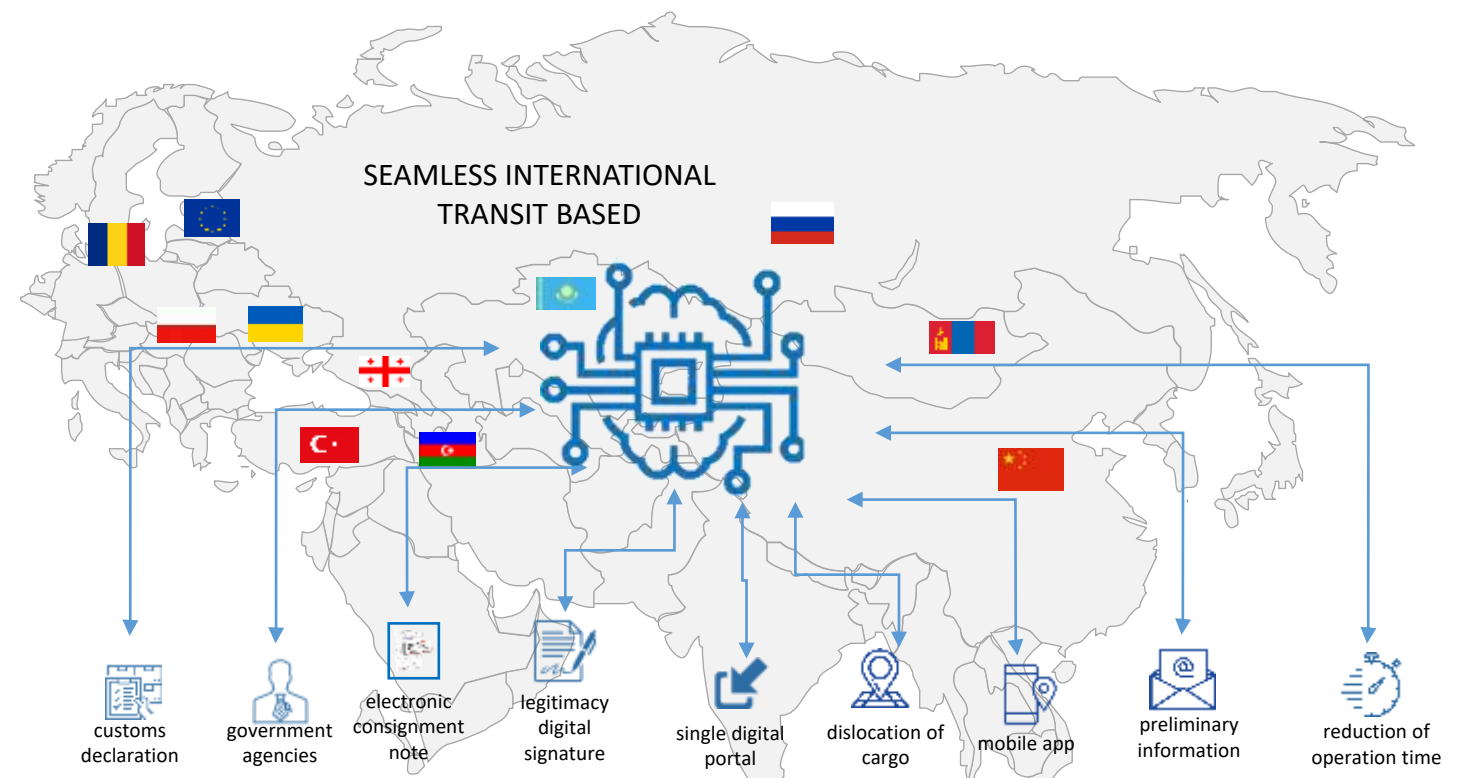 SEAMLESS INTERNATIONAL
TRANSIT BASED
customs
declaration
government
agencies
electronic
consignment
note
legitimacy
digital
signature
single digital
portal
dislocation of
cargo
mobile app
preliminary
information
reduction of
operation time